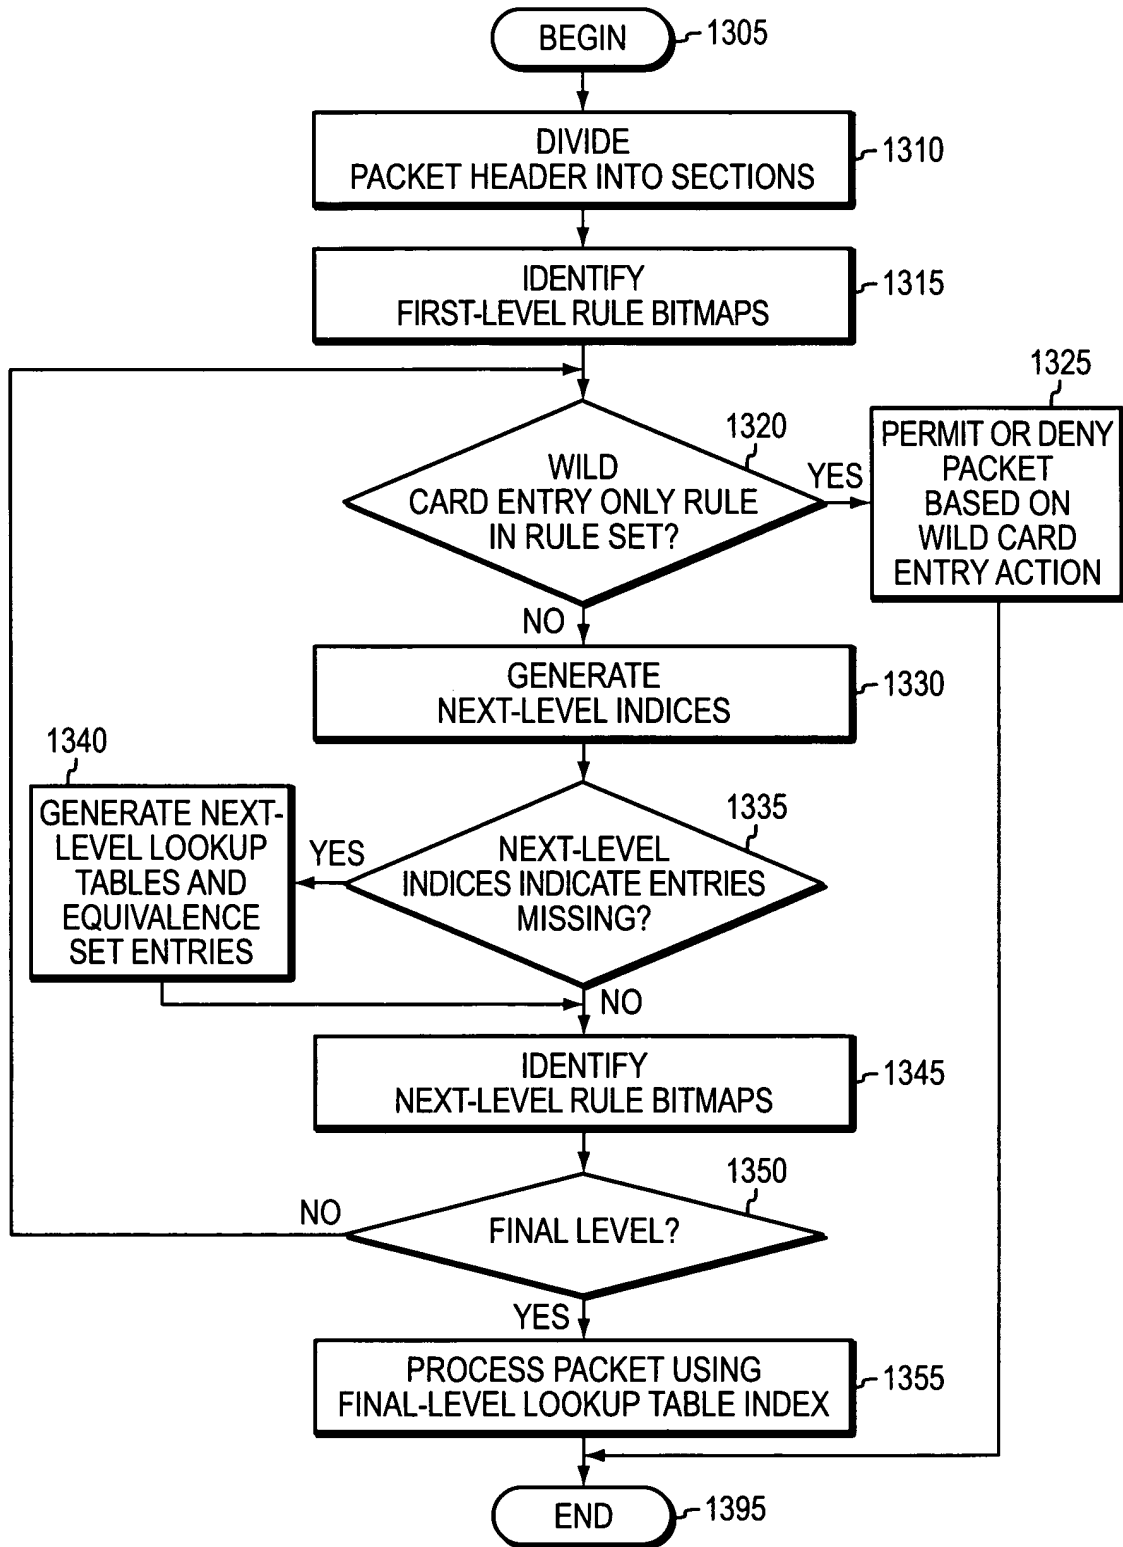 BEGIN
1305
DIVIDE
PACKET HEADER INTO SECTIONS
1310
IDENTIFY
FIRST-LEVEL RULE BITMAPS
1315
1320
WILD
CARD ENTRY ONLY RULE
IN RULE SET?
YES
NO
1325
PERMIT OR DENY
PACKET
BASED ON
WILD CARD
ENTRY ACTION
GENERATE
NEXT-LEVEL INDICES
1330
1335
NEXT-LEVEL
INDICES INDICATE ENTRIES
MISSING?
YES
NO
1340
GENERATE NEXT-
LEVEL LOOKUP
TABLES AND
EQUIVALENCE
SET ENTRIES
IDENTIFY
NEXT-LEVEL RULE BITMAPS
1345
1350
FINAL LEVEL?
NO
YES
PROCESS PACKET USING
FINAL-LEVEL LOOKUP TABLE INDEX
1355
END
1395